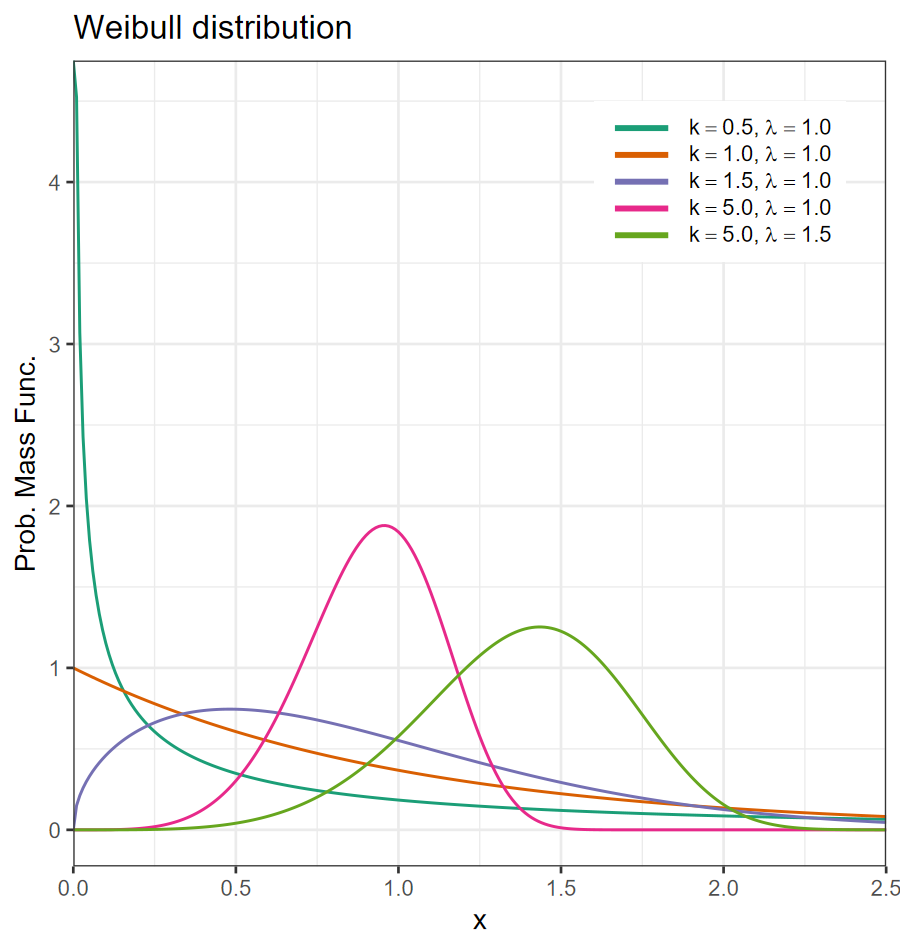 Weibull distribution
k = 0.5, λ = 1.0
k = 1.0, λ = 1.0
k = 1.5, λ = 1.0
k = 5.0, λ = 1.0
k = 5.0, λ = 1.5
Prob. Mass Func.
4
3
2
1
0
0.0 0.5 1.0 1.5 2.0 2.5
x